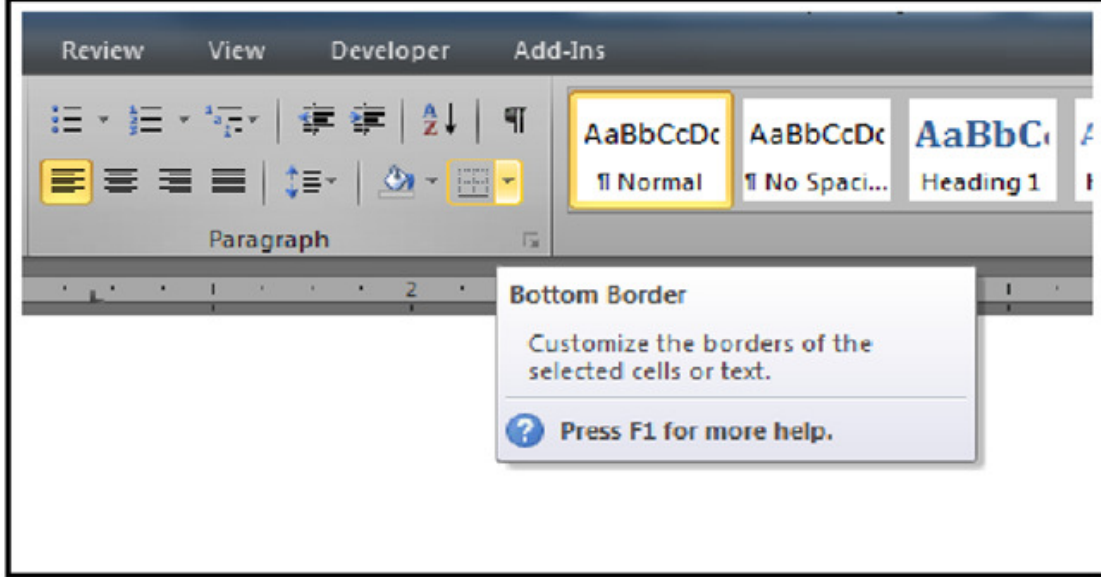 Review View Developer Add-Ins
AaBbCcDc AaBbCcDc AaBbC
¶ Normal ¶ No Spaci... Heading 1
Paragraph
2
Bottom Border
Customize the borders of the
selected cells or text.
Press F1 for more help.